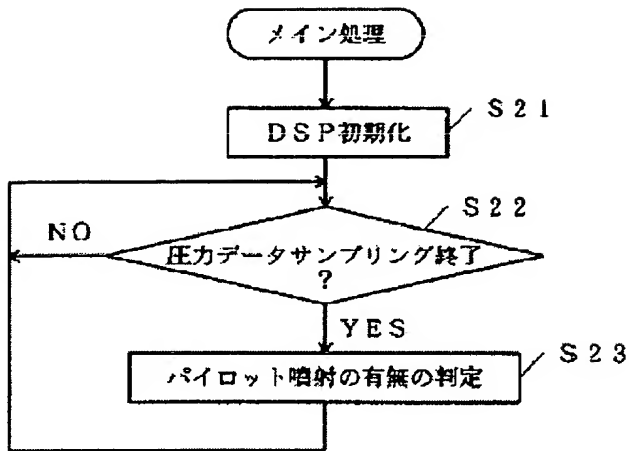 メイン処理
S21
DSP初期化
S22
NO
圧力データサンプリング終了
?
YES
S23
パイロット噴射の有無の判定